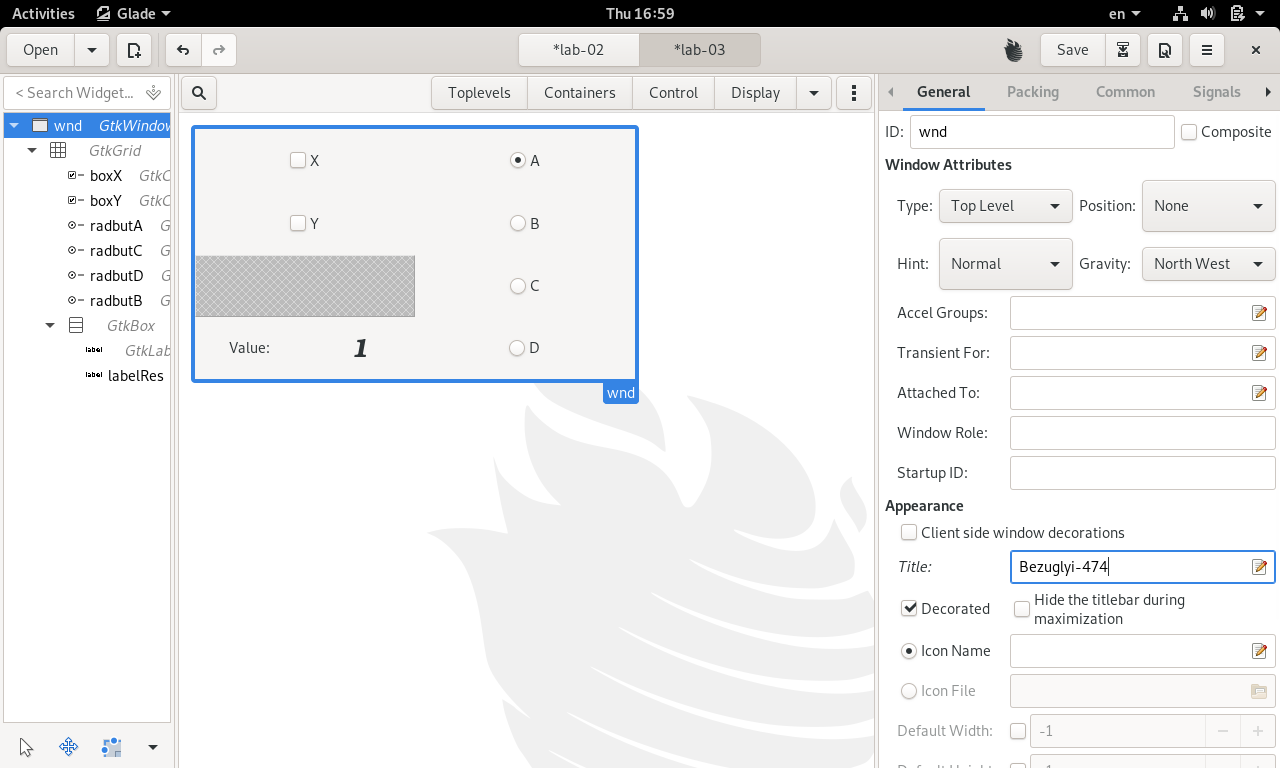 Activities Glade Thu 16:59 en
Open *lab-02 *lab-03 Save
< Search Widget... Toplevels Containers Control Display General Packing Common Signals
wnd GtkWindow
GtkGrid
boxX GtkC
boxY GtkC
radbutA G
radbutC G
radbutD G
radbutB G
GtkBox
label GtkLab
label labelRes
X A
Y B
C
Value: 1 D
wnd
ID: wnd Composite
Window Attributes
Type: Top Level Position: None
Hint: Normal Gravity: North West
Accel Groups:
Transient For:
Attached To:
Window Role:
Startup ID:
Appearance
Client side window decorations
Title: Bezuglyi-474
Decorated Hide the titlebar during
maximization
Icon Name
Icon File
Default Width: -1 − +
Default Height: -1